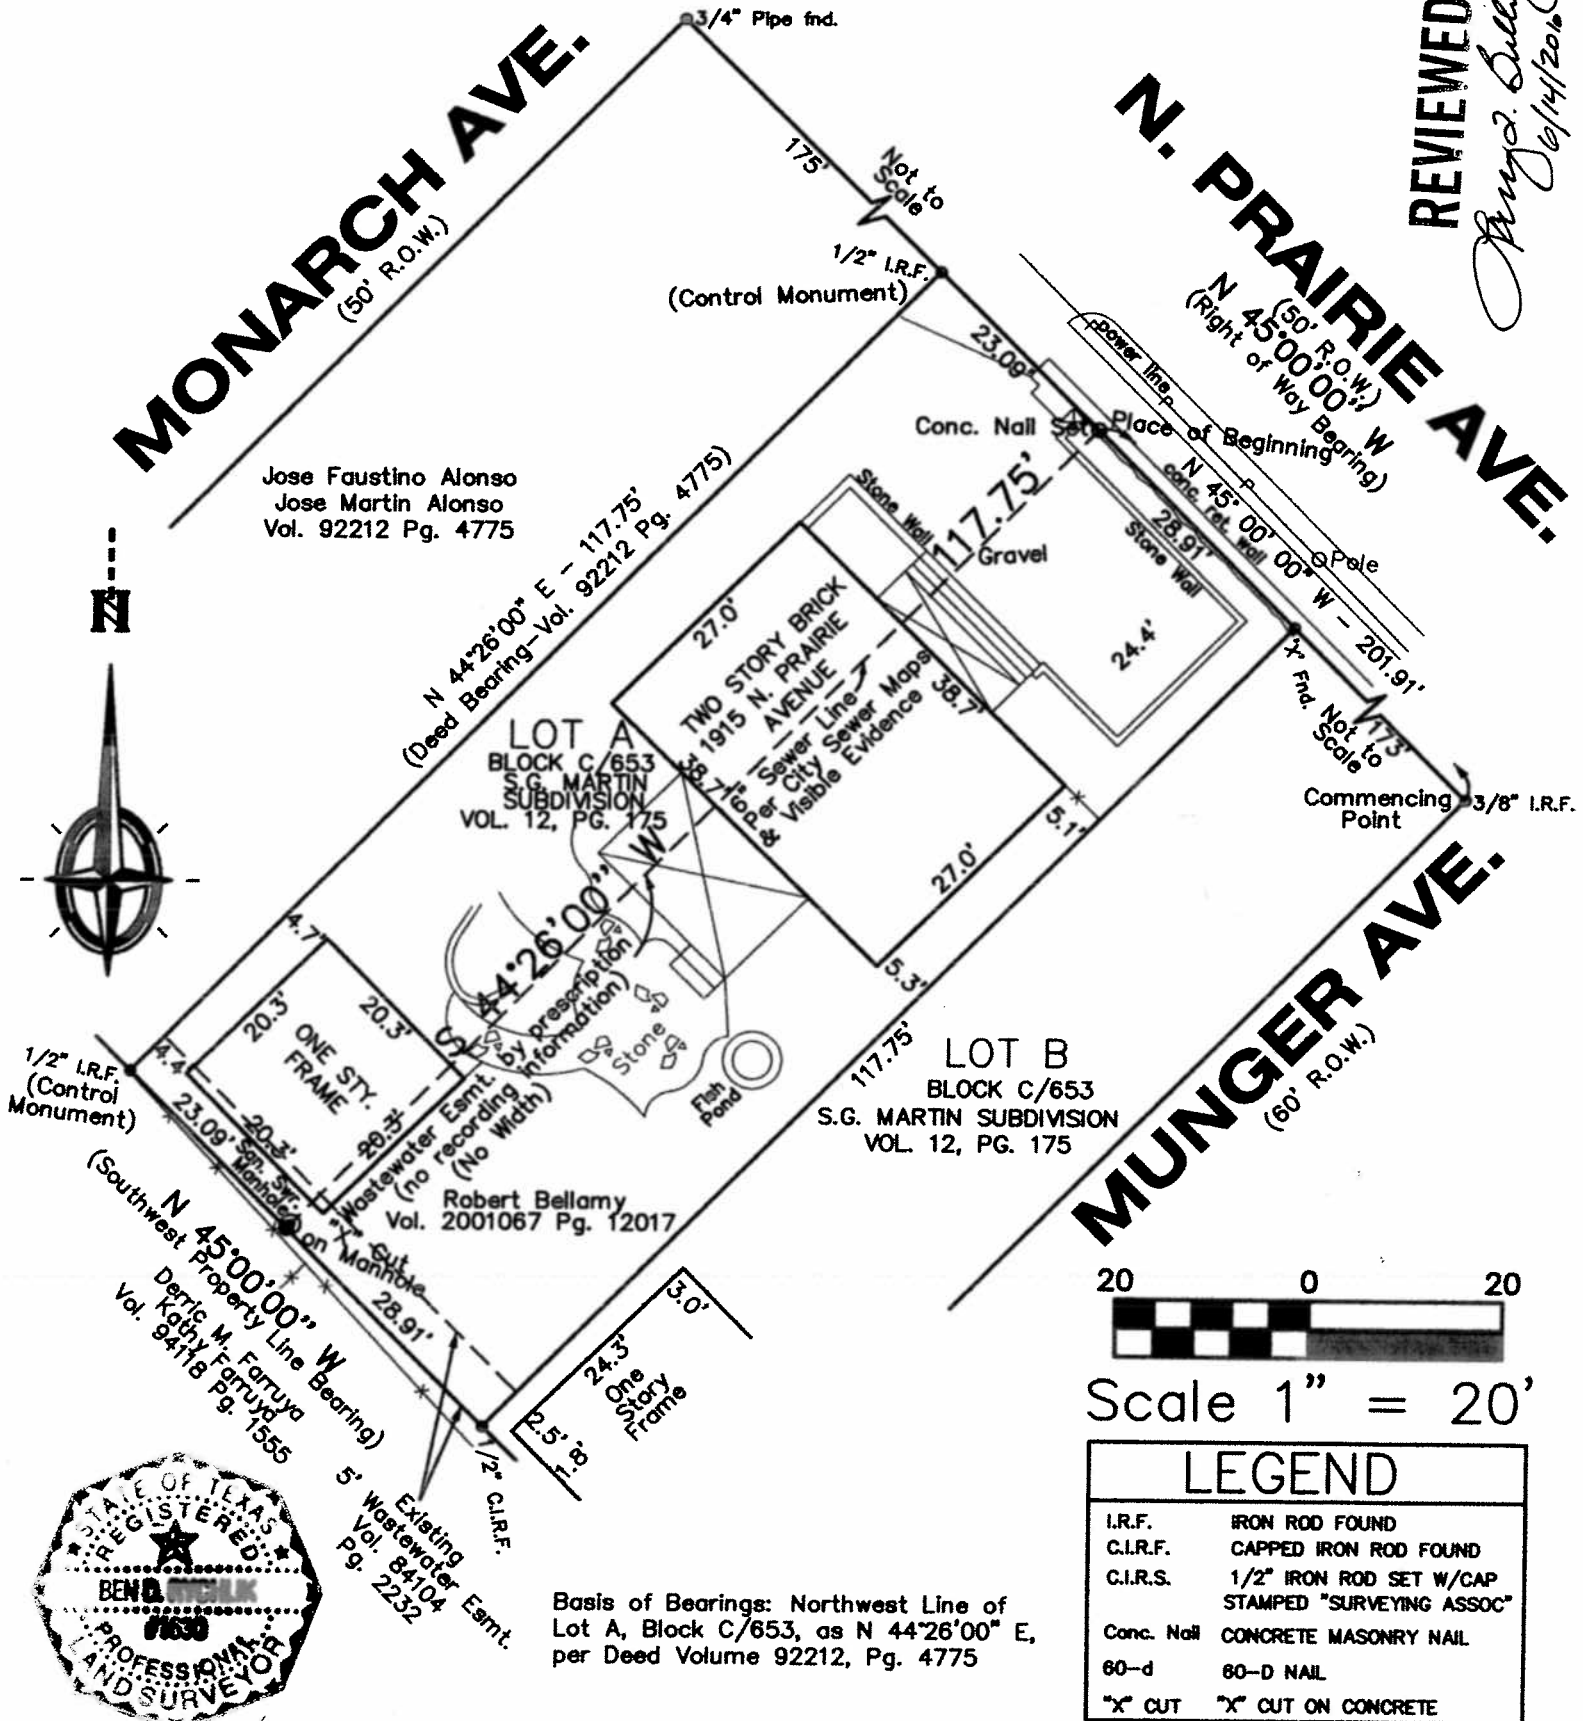 3/4" Pipe fnd.
MONARCH AVE.
(50' R.O.W.)
REVIEWED
6/14/2016
N. PRAIRIE AVE.
(50' R.O.W.)
N 45°00'00" W
(Right of Way Bearing)
175'
Not to
Scale
1/2" I.R.F.
(Control Monument)
23.09'
power line
P
P
P
Conc. Nail Set
Place of Beginning
N 45° 00' 00" W - 201.91'
conc. ret. wall
28.91'
Stone Wall
Pole
Jose Faustino Alonso
Jose Martin Alonso
Vol. 92212 Pg. 4775
N 44°26'00" E - 117.75'
(Deed Bearing-Vol. 92212 Pg. 4775)
Stone Wall
117.75'
Gravel
24.4'
"X" Fnd.
Not to
Scale
173'
Commencing
Point
3/8" I.R.F.
N
27.0'
TWO STORY BRICK
1915 N. PRAIRIE
AVENUE
38.7'
Sewer Line
per City Sewer Maps
& Visible Evidence
38.7'
LOT A
BLOCK C/653
S.G. MARTIN
SUBDIVISION
VOL. 12, PG. 175
5.1'
27.0'
5.3'
MUNGER AVE.
(60' R.O.W.)
S 44°26'00" W
4.7'
20.3'
20.3'
ONE STY.
FRAME
4.4'
20.3'
20.3'
1/2" I.R.F.
(Control
Monument)
23.09'
San. Swr.
Manhole
"X" Cut
on Manhole
Wastewater Esmt.
by prescription
(no recording information)
(No Width)
Stone
Fish
Pond
117.75'
LOT B
BLOCK C/653
S.G. MARTIN SUBDIVISION
VOL. 12, PG. 175
Robert Bellamy
Vol. 2001067 Pg. 12017
N 45°00'00" W
(Southwest Property Line Bearing)
Derric M. Farruya
Kathy Farruya
Vol. 94118 Pg. 1555
28.91'
1/2" C.I.R.F.
3.0'
24.3'
One
Story
Frame
2.5'
1.8'
Existing
5' Wastewater Esmt.
Vol. 84104
Pg. 2232
20 0 20
Scale 1" = 20'
LEGEND
I.R.F. IRON ROD FOUND
C.I.R.F. CAPPED IRON ROD FOUND
C.I.R.S. 1/2" IRON ROD SET W/CAP
STAMPED "SURVEYING ASSOC"
Conc. Nail CONCRETE MASONRY NAIL
60-d 60-D NAIL
"X" CUT "X" CUT ON CONCRETE
STATE OF TEXAS
REGISTERED
BEN D.
#1630
PROFESSIONAL
LAND SURVEYOR
Basis of Bearings: Northwest Line of
Lot A, Block C/653, as N 44°26'00" E,
per Deed Volume 92212, Pg. 4775